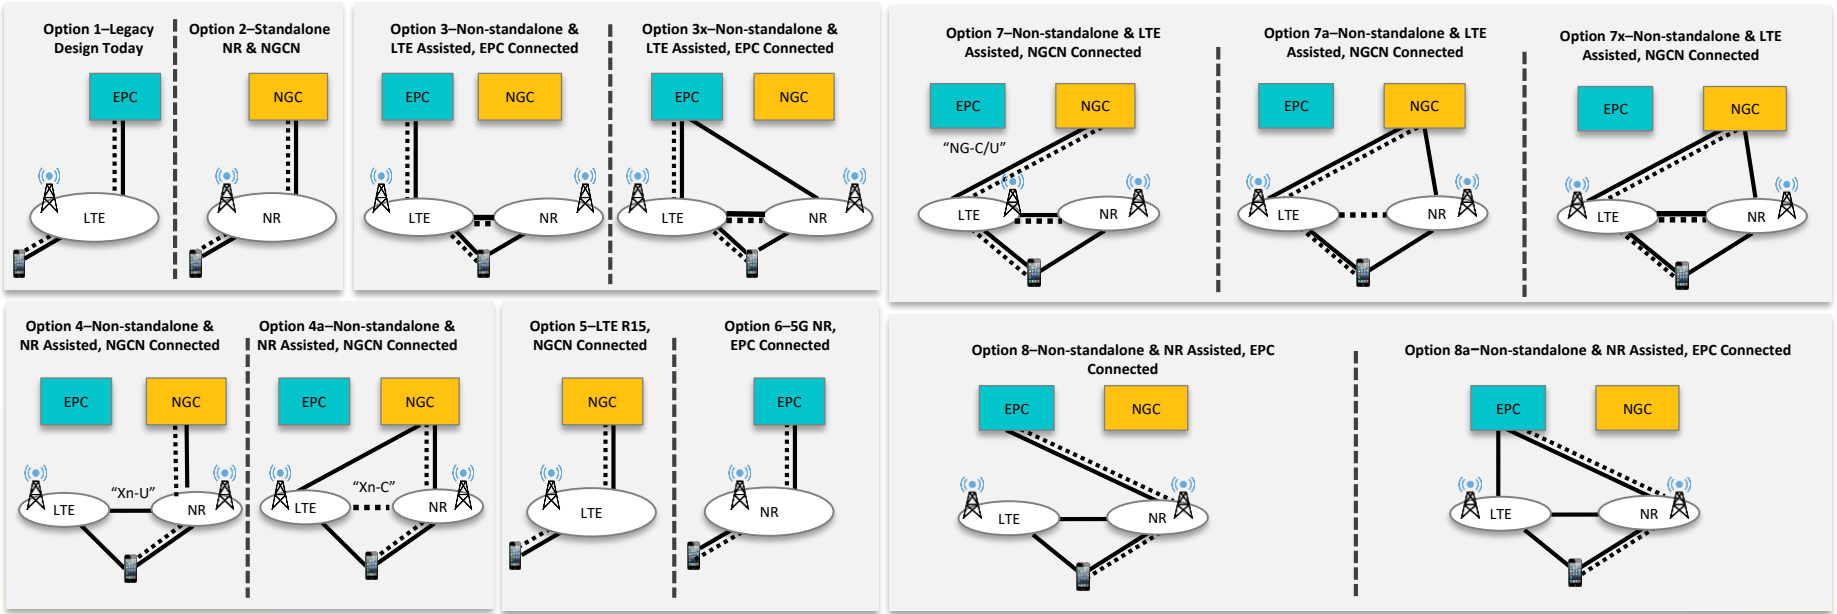 Option 1–Legacy
Design Today
EPC
LTE
Option 2–Standalone
NR & NGCN
NGC
NR
Option 3–Non-standalone &
LTE Assisted, EPC Connected
EPC
NGC
LTE
NR
Option 3x–Non-standalone &
LTE Assisted, EPC Connected
EPC
NGC
LTE
NR
Option 7–Non-standalone & LTE
Assisted, NGCN Connected
EPC
NGC
“NG-C/U”
LTE
NR
Option 7a–Non-standalone & LTE
Assisted, NGCN Connected
EPC
NGC
LTE
NR
Option 7x–Non-standalone & LTE
Assisted, NGCN Connected
EPC
NGC
LTE
NR
Option 4–Non-standalone &
NR Assisted, NGCN Connected
EPC
NGC
“Xn-U”
LTE
NR
Option 4a–Non-standalone &
NR Assisted, NGCN Connected
EPC
NGC
“Xn-C”
LTE
NR
Option 5–LTE R15,
NGCN Connected
NGC
LTE
Option 6–5G NR,
EPC Connected
EPC
NR
Option 8–Non-standalone & NR Assisted, EPC
Connected
EPC
NGC
LTE
NR
Option 8a–Non-standalone & NR Assisted, EPC Connected
EPC
NGC
LTE
NR